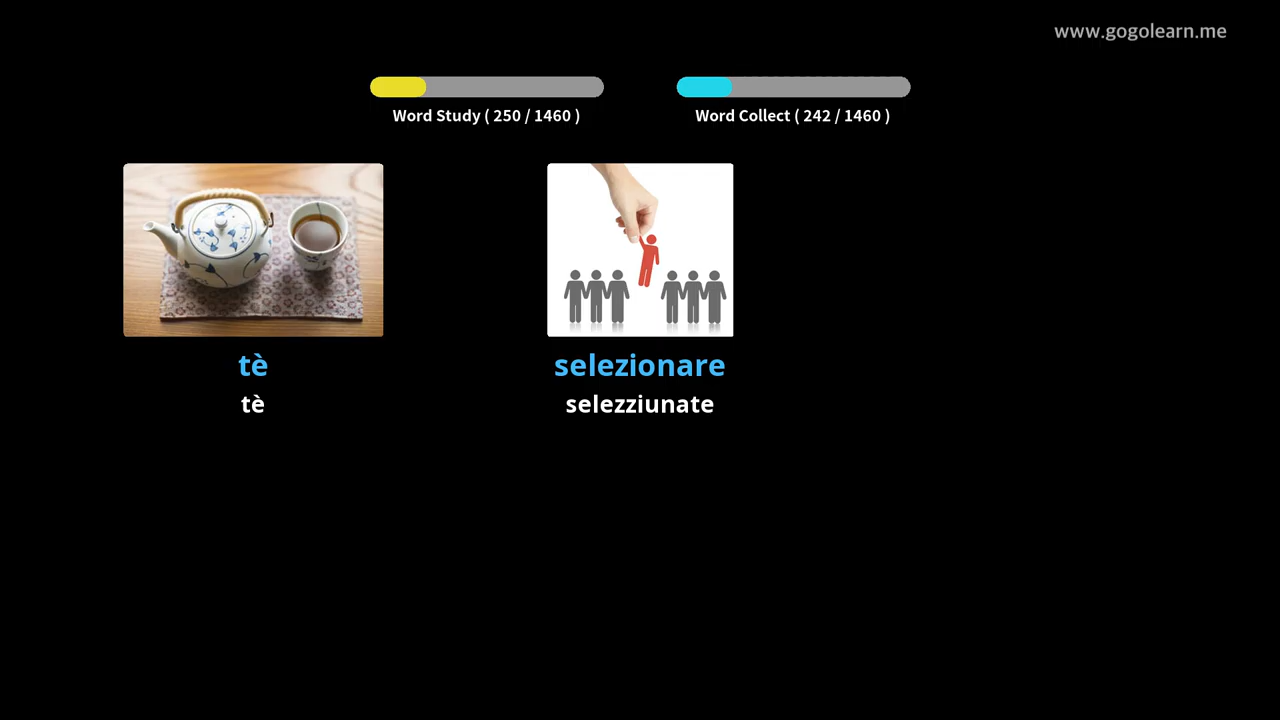 www.gogolearn.me
Word Study ( 250 / 1460 )
Word Collect ( 242 / 1460 )
tè
tè
selezionare
selezziunate